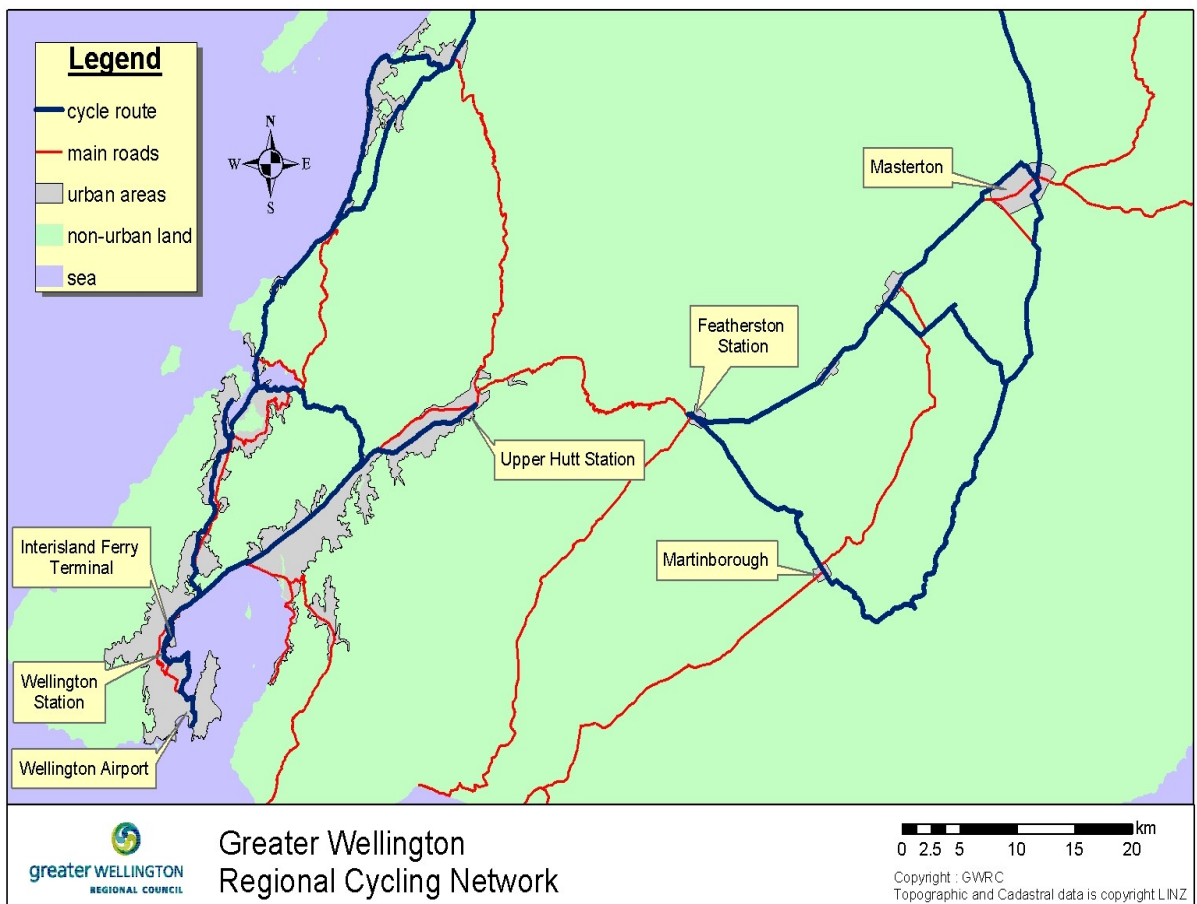 Legend
cycle route
main roads
urban areas
non-urban land
sea
N
W
E
S
Masterton
Featherston
Station
Upper Hutt Station
Martinborough
Interisland Ferry
Terminal
Wellington
Station
Wellington Airport
greater WELLINGTON
REGIONAL COUNCIL
Greater Wellington
Regional Cycling Network
km
0 2.5 5 10 15 20
Copyright : GWRC
Topographic and Cadastral data is copyright LINZ